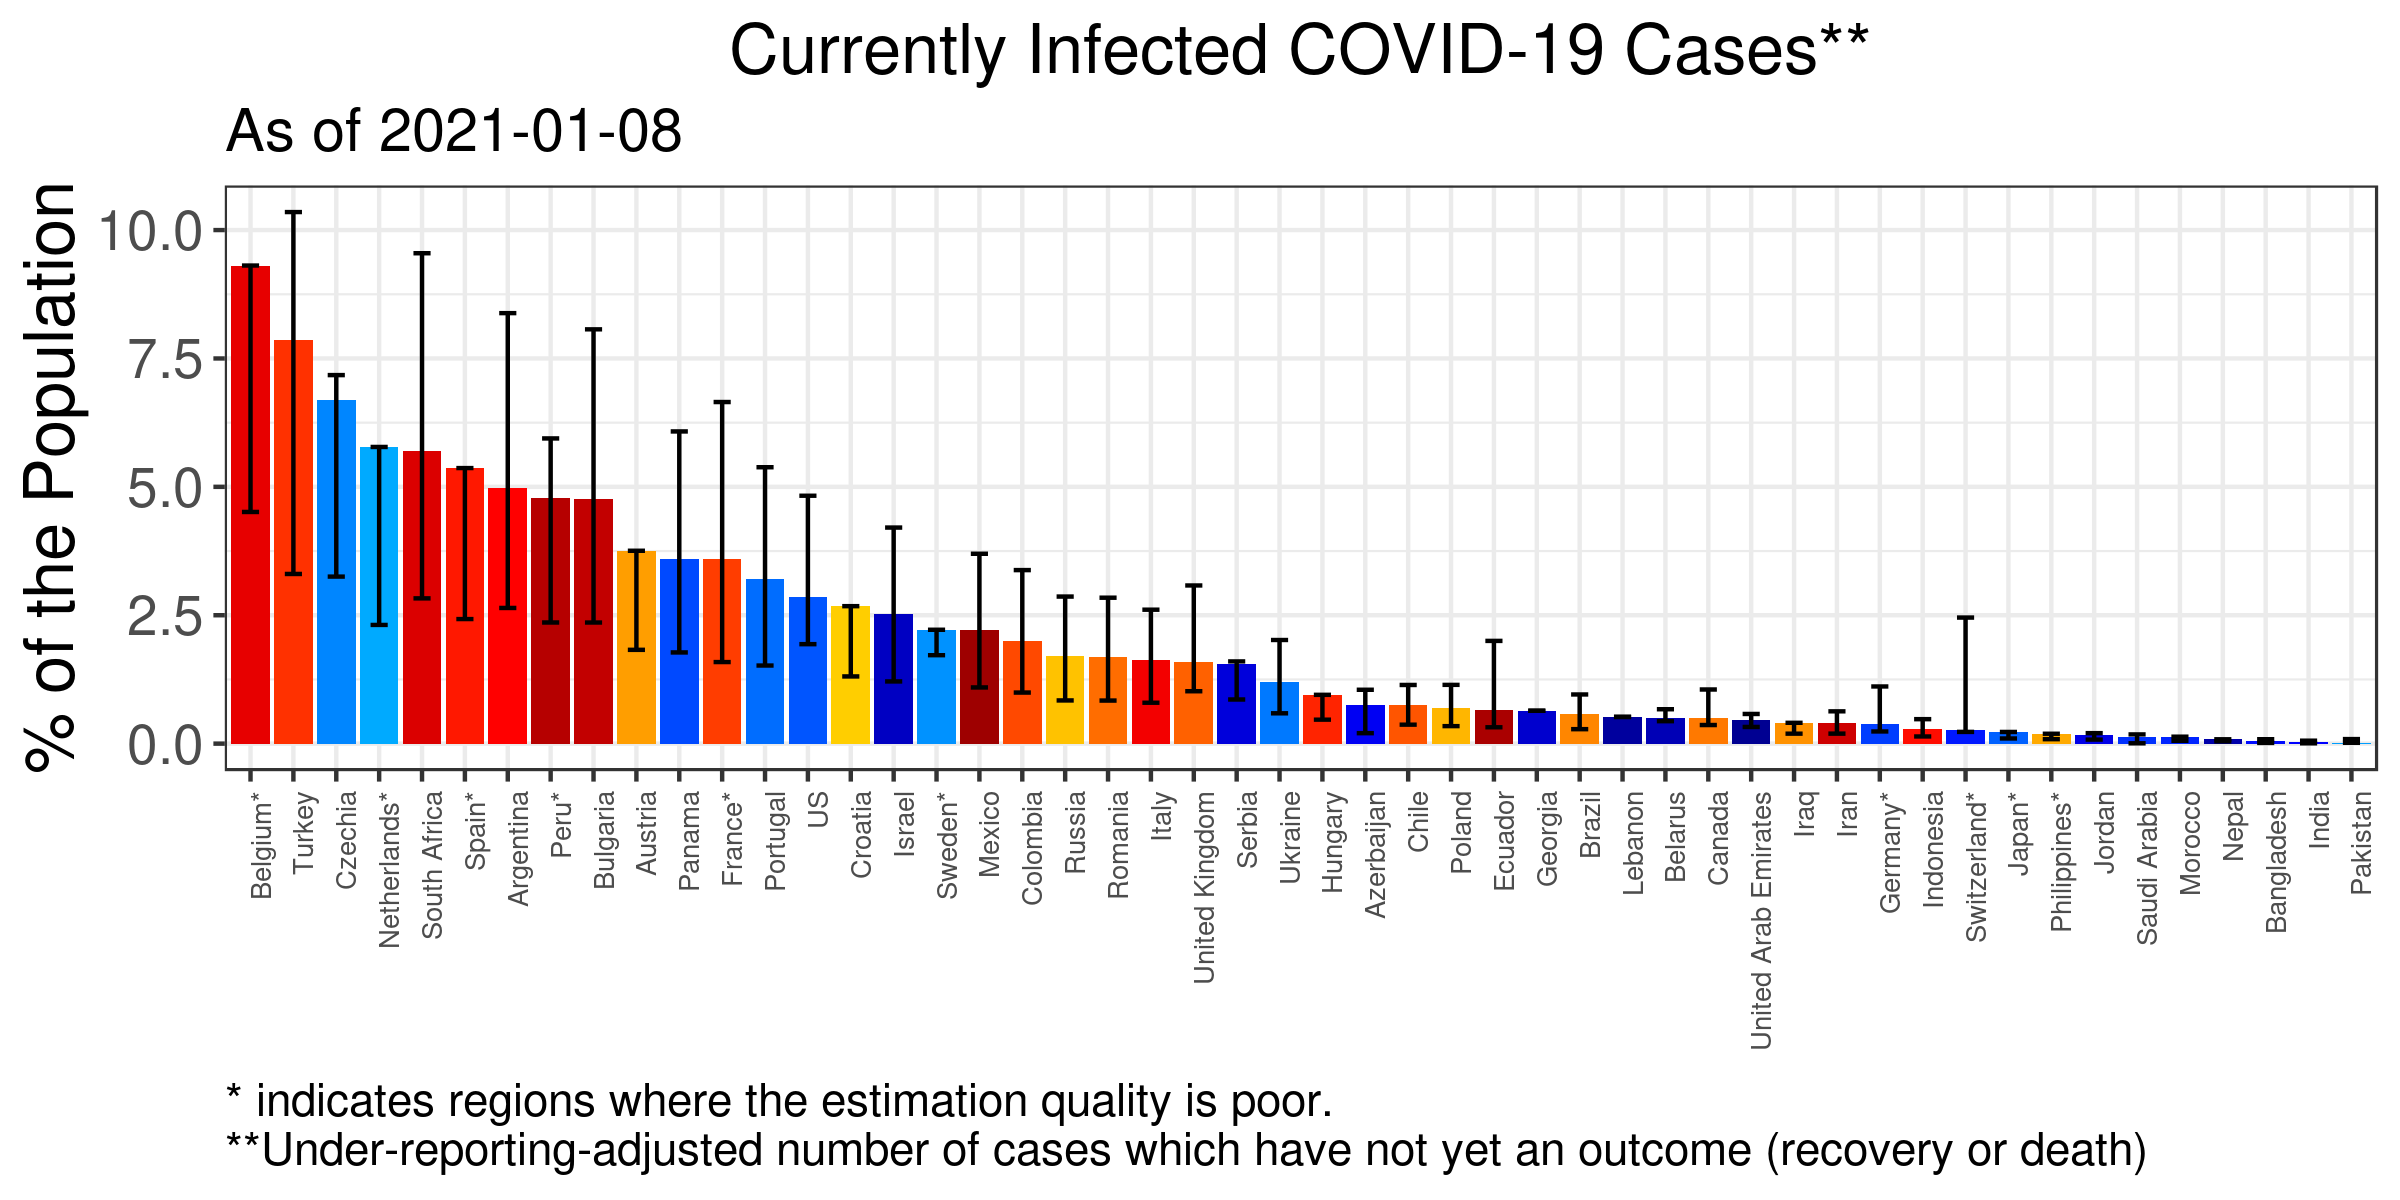 Currently Infected COVID-19 Cases**
As of 2021-01-08
% of the Population
10.0
7.5
5.0
2.5
0.0
Belgium*
Turkey
Czechia
Netherlands*
South Africa
Spain*
Argentina
Peru*
Bulgaria
Austria
Panama
France*
Portugal
US
Croatia
Israel
Sweden*
Mexico
Colombia
Russia
Romania
Italy
United Kingdom
Serbia
Ukraine
Hungary
Azerbaijan
Chile
Poland
Ecuador
Georgia
Brazil
Lebanon
Belarus
Canada
United Arab Emirates
Iraq
Iran
Germany*
Indonesia
Switzerland*
Japan*
Philippines*
Jordan
Saudi Arabia
Morocco
Nepal
Bangladesh
India
Pakistan
* indicates regions where the estimation quality is poor.
**Under-reporting-adjusted number of cases which have not yet an outcome (recovery or death)